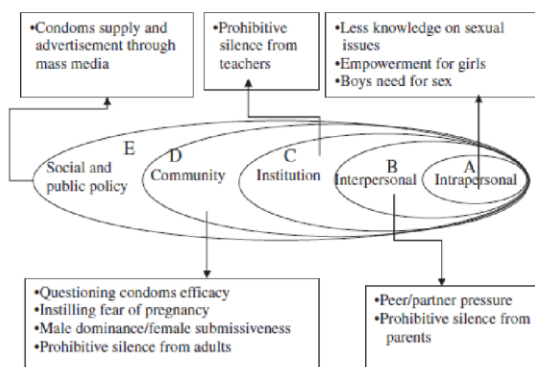 •Condoms supply and
advertisement through
mass media
•Prohibitive silence from
teachers
•Less knowledge on sexual
issues
•Empowerment for girls
•Boys need for sex
E
Social and
public policy
D
Community
C
Institution
B
Interpersonal
A
Intrapersonal
•Questioning condoms efficacy
•Instilling fear of pregnancy
•Male dominance/female submissiveness
•Prohibitive silence from adults
•Peer/partner pressure
•Prohibitive silence from
parents